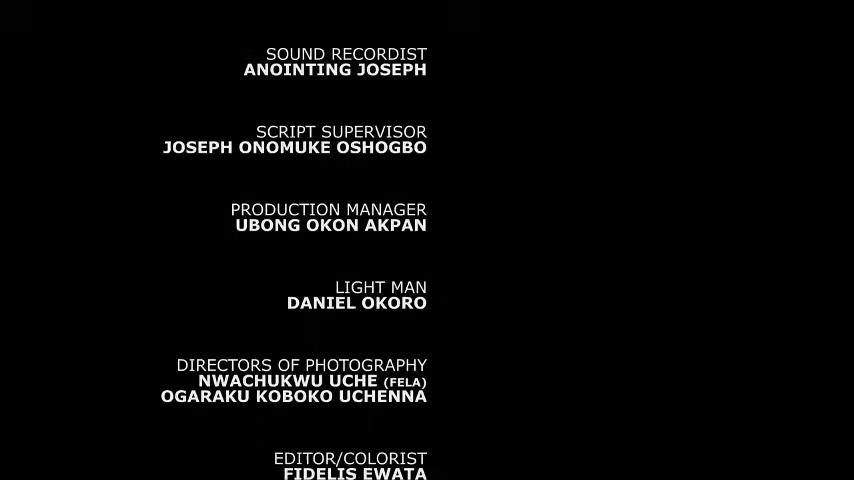 SOUND RECORDIST
ANOINTING JOSEPH
SCRIPT SUPERVISOR
JOSEPH ONOMUKE OSHOGBO
PRODUCTION MANAGER
UBONG OKON AKPAN
LIGHT MAN
DANIEL OKORO
DIRECTORS OF PHOTOGRAPHY
NWACHUKWU UCHE (FELA)
OGARAKU KOBOKO UCHENNA
EDITOR/COLORIST
FIDELIS EWATA